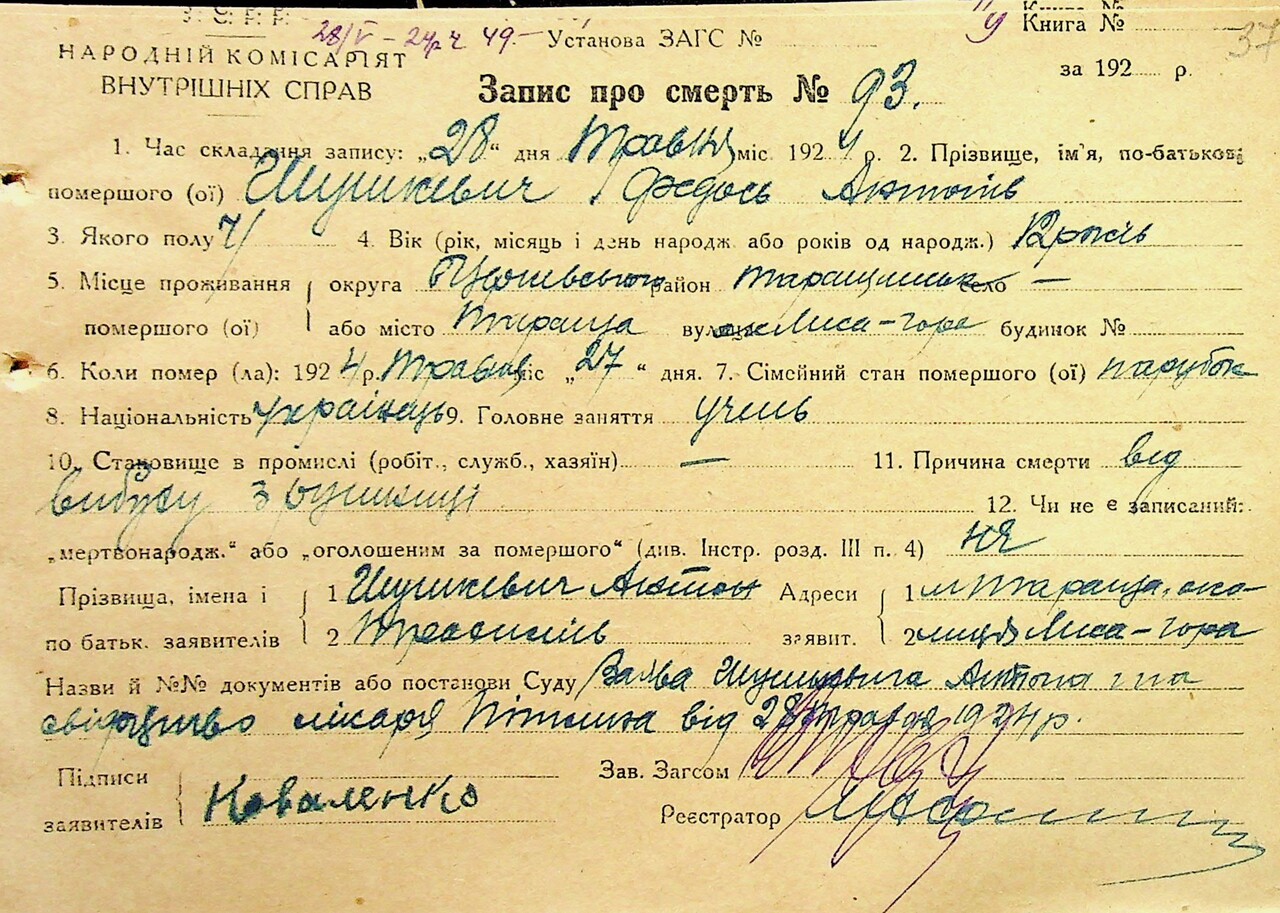 У. С. Р. Р. 28/V – 24 р ч 49. – Установа ЗАГС № Книга №
НАРОДНІЙ КОМІСАРІЯТ
ВНУТРІШНІХ СПРАВ
37
за 192 р.
Запис про смерть № 93.
1. Час складання запису: „28“ дня Травня міс. 1924 р. 2. Прізвище, ім'я, по-батькові
помершого (ої) Шушкевич Федось Антонів
3. Якого полу Ч 4. Вік (рік, місяць і день народж або років од народж.) 12 років
5. Місце проживання округа район Таращанськ село —
помершого (ої) або місто Тараща вулиця Лиса-гора будинок №
6. Коли помер (ла): 1924 р. Травня міс „27“ дня. 7. Сімейний стан помершого (ої) парубок
8. Національність Українець 9. Головне заняття учень
10. Становище в промислі (робіт., служб., хазяїн) — 11. Причина смерти від
вибуху з рушниці 12. Чи не є записаний:
„мертвонародж.“ або „оголошеним за помершого“ (див. Інстр. розд. III п. 4) ні
Прізвища, імена і 1 Шушкевич Антон Адреси 1 м Тараща, око-
по батьк. заявителів 2 заявит. 2 лиця Лиса-гора
Назви й №№ документів або постанови Суду Заява Шушкевича Антона і
свідоцтво лікаря від 28 травня 1924 р.
Підписи Зав. Загсом
заявителів Коваленко Реєстратор